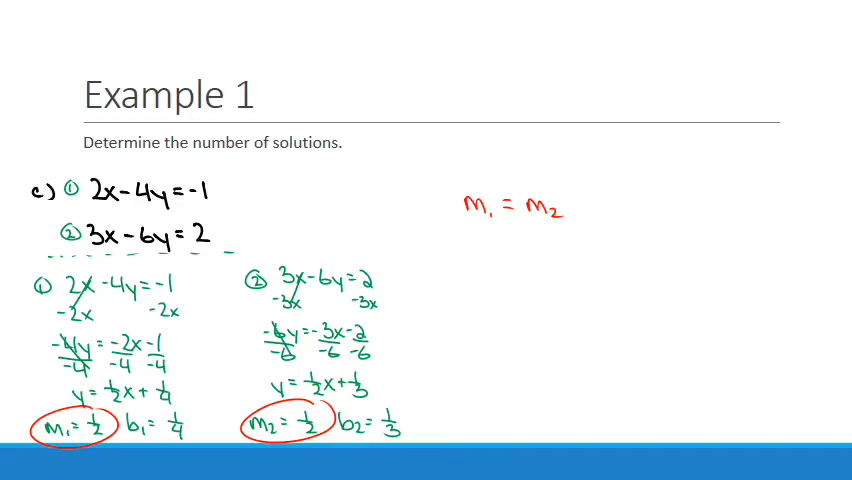 Example 1
Determine the number of solutions.
c) ① 2x-4y=-1
② 3x-6y=2
① 2x-4y=-1
-2x -2x
-4y/-4 = -2x/-4 -1/-4
y=1/2x+1/4
m₁=1/2 b₁=1/4
② 3x-6y=2
-3x -3x
-6y/-6 = -3x/-6 -2/-6
y=1/2x+1/3
m₂=1/2 b₂=1/3
m₁ = m₂